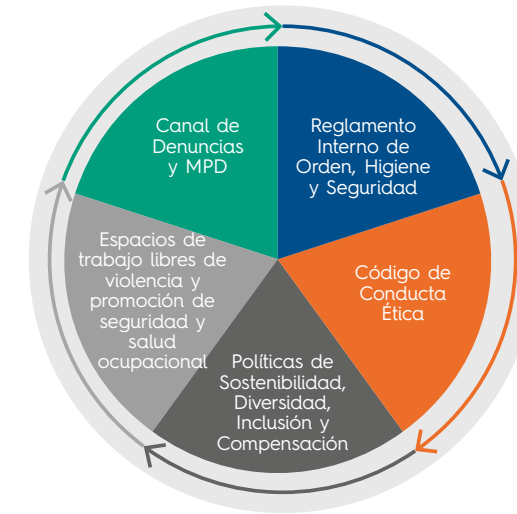 Canal de
Denuncias
y MPD
Reglamento
Interno de
Orden, Higiene
y Seguridad
Código de
Conducta
Ética
Políticas de
Sostenibilidad,
Diversidad,
Inclusión y
Compensación
Espacios de
trabajo libres de
violencia y
promoción de
seguridad y
salud
ocupacional